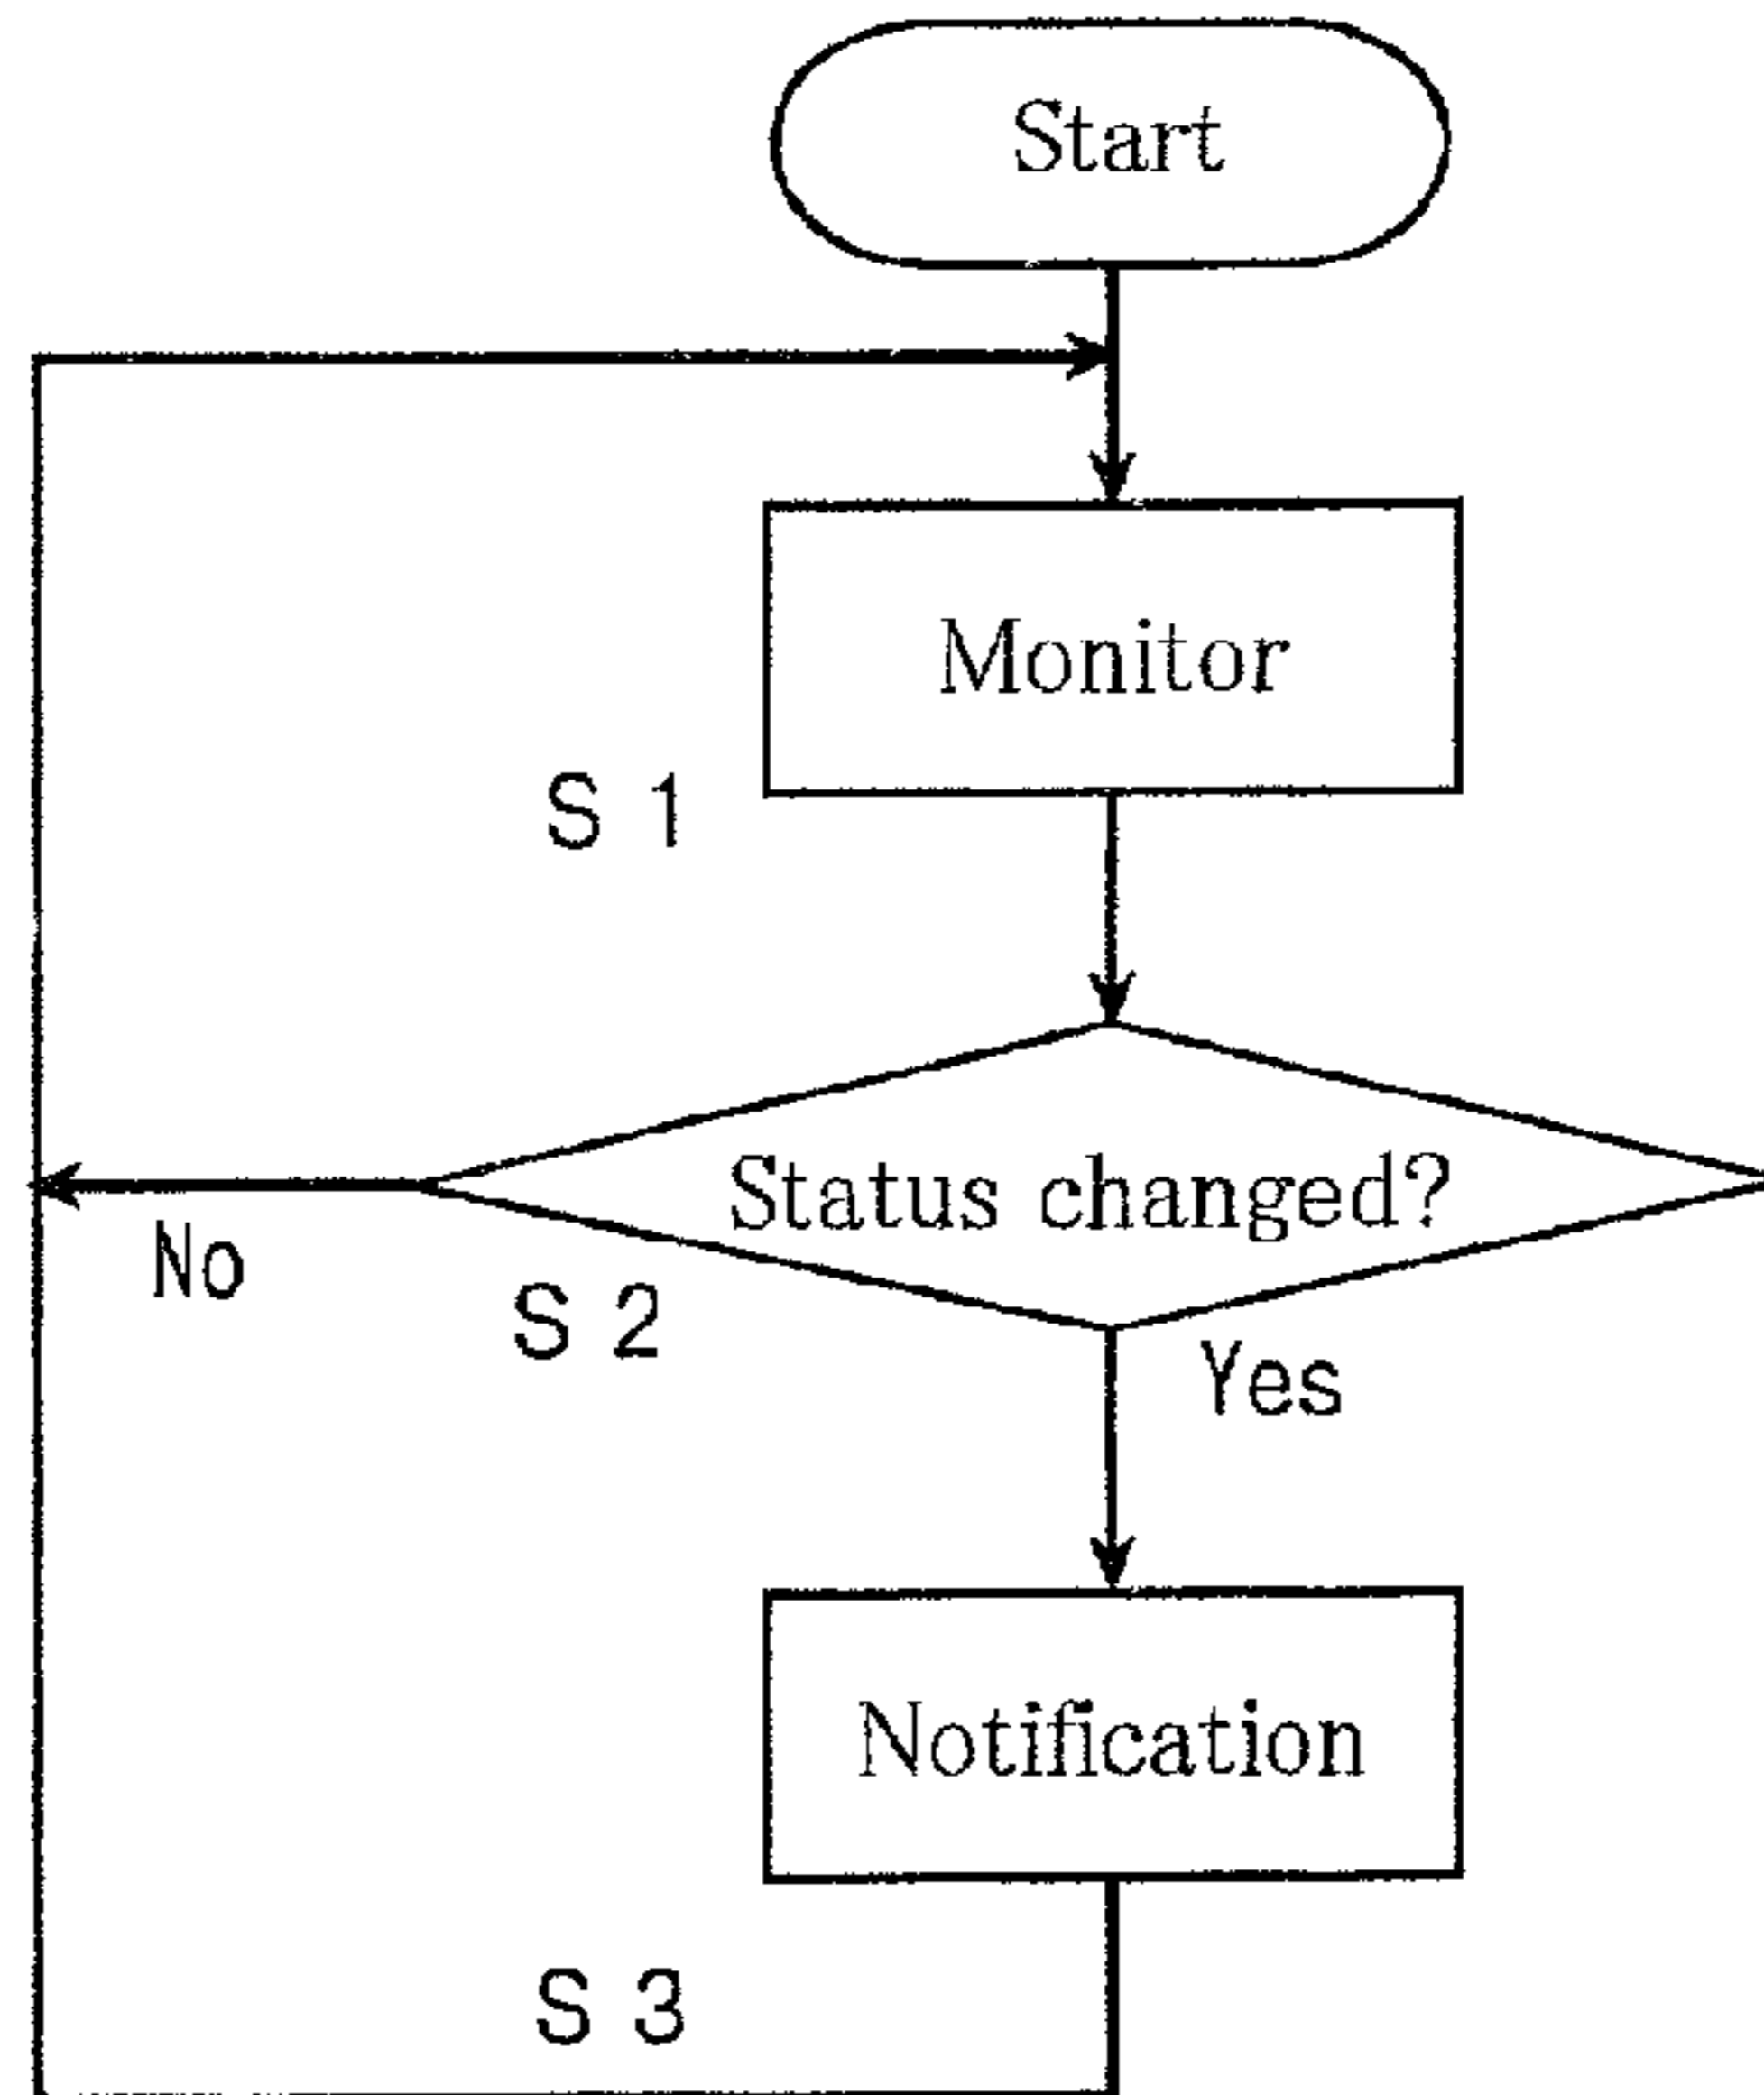 Start
Monitor
S 1
Status changed?
No
S 2
Yes
Notification
S 3